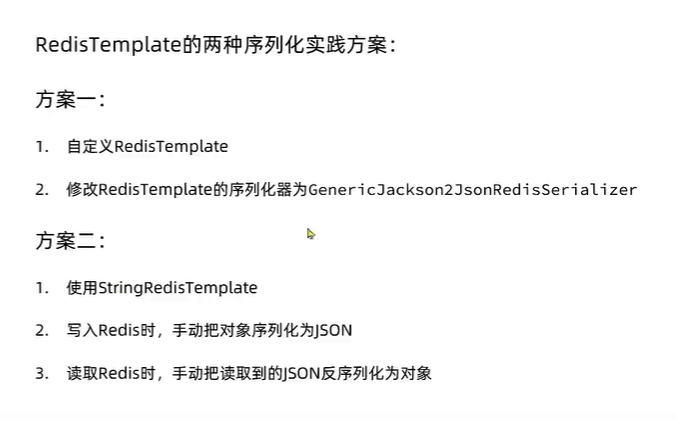 RedisTemplate的两种序列化实践方案：
方案一：
1. 自定义RedisTemplate
2. 修改RedisTemplate的序列化器为GenericJackson2JsonRedisSerializer
方案二：
1. 使用StringRedisTemplate
2. 写入Redis时，手动把对象序列化为JSON
3. 读取Redis时，手动把读取到的JSON反序列化为对象